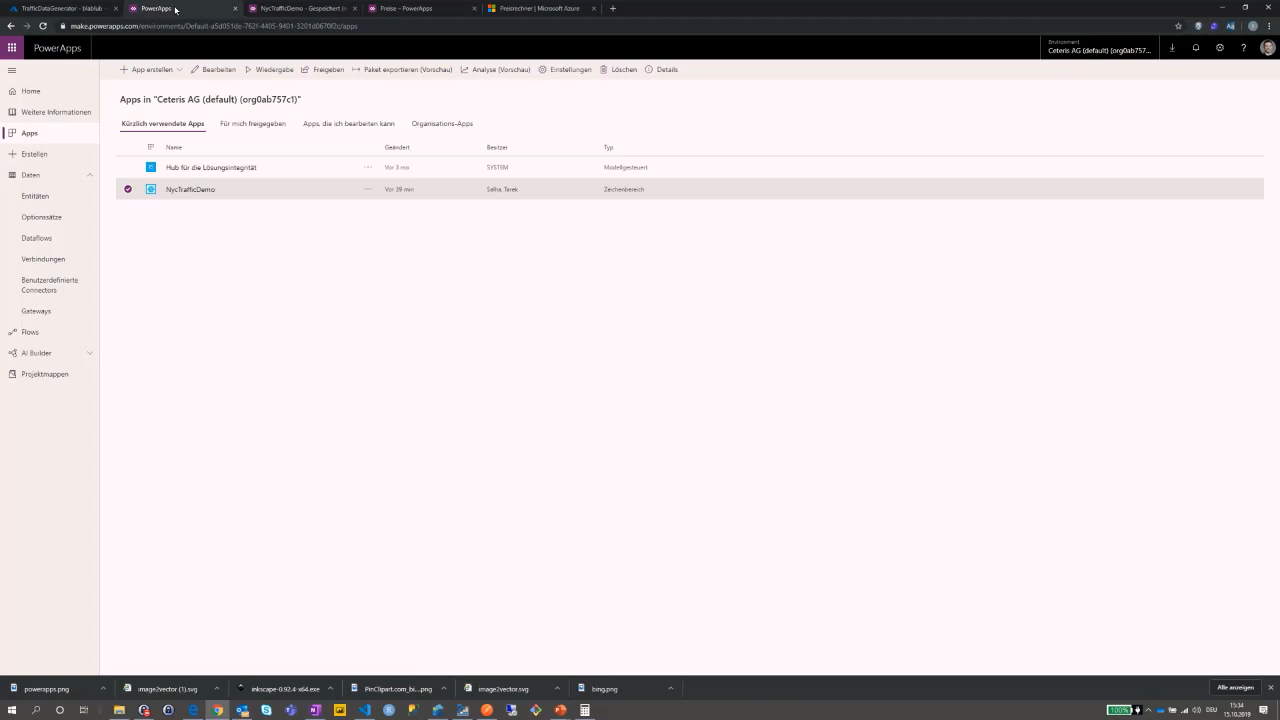 TrafficDataGenerator - blablub
PowerApps
NycTrafficDemo - Gespeichert
Preise – PowerApps
Preisrechner | Microsoft Azure
make.powerapps.com/environments/Default-a5d051de-762f-4405-9401-3201d0670f2c/apps
PowerApps
Environment
Ceteris AG (default) (org0ab757...
App erstellen
Bearbeiten
Wiedergabe
Freigeben
Paket exportieren (Vorschau)
Analyse (Vorschau)
Einstellungen
Löschen
Details
Home
Weitere Informationen
Apps
Erstellen
Daten
Entitäten
Optionssätze
Dataflows
Verbindungen
Benutzerdefinierte
Connectors
Gateways
Flows
AI Builder
Projektmappen
Apps in "Ceteris AG (default) (org0ab757c1)"
Kürzlich verwendete Apps
Für mich freigegeben
Apps, die ich bearbeiten kann
Organisations-Apps
Name Geändert Besitzer Typ
Hub für die Lösungsintegrität ··· Vor 3 mo SYSTEM Modellgesteuert
NycTrafficDemo ··· Vor 39 min Salha, Tarek Zeichenbereich
powerapps.png
image2vector (1).svg
inkscape-0.92.4-x64.exe
PinClipart.com_bi....png
image2vector.svg
bing.png
Alle anzeigen
100%
DEU
15:34
15.10.2019